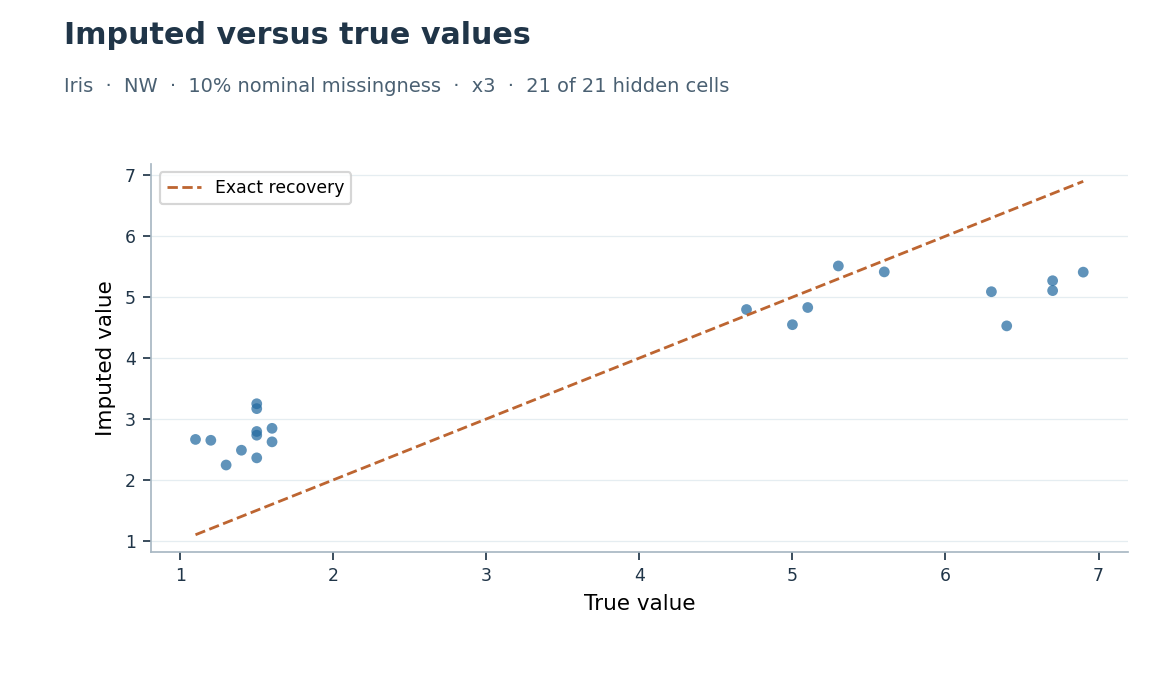 Imputed versus true values
Iris · NW · 10% nominal missingness · x3 · 21 of 21 hidden cells
Exact recovery
7
6
5
4
3
2
1
Imputed value
1 2 3 4 5 6 7
True value